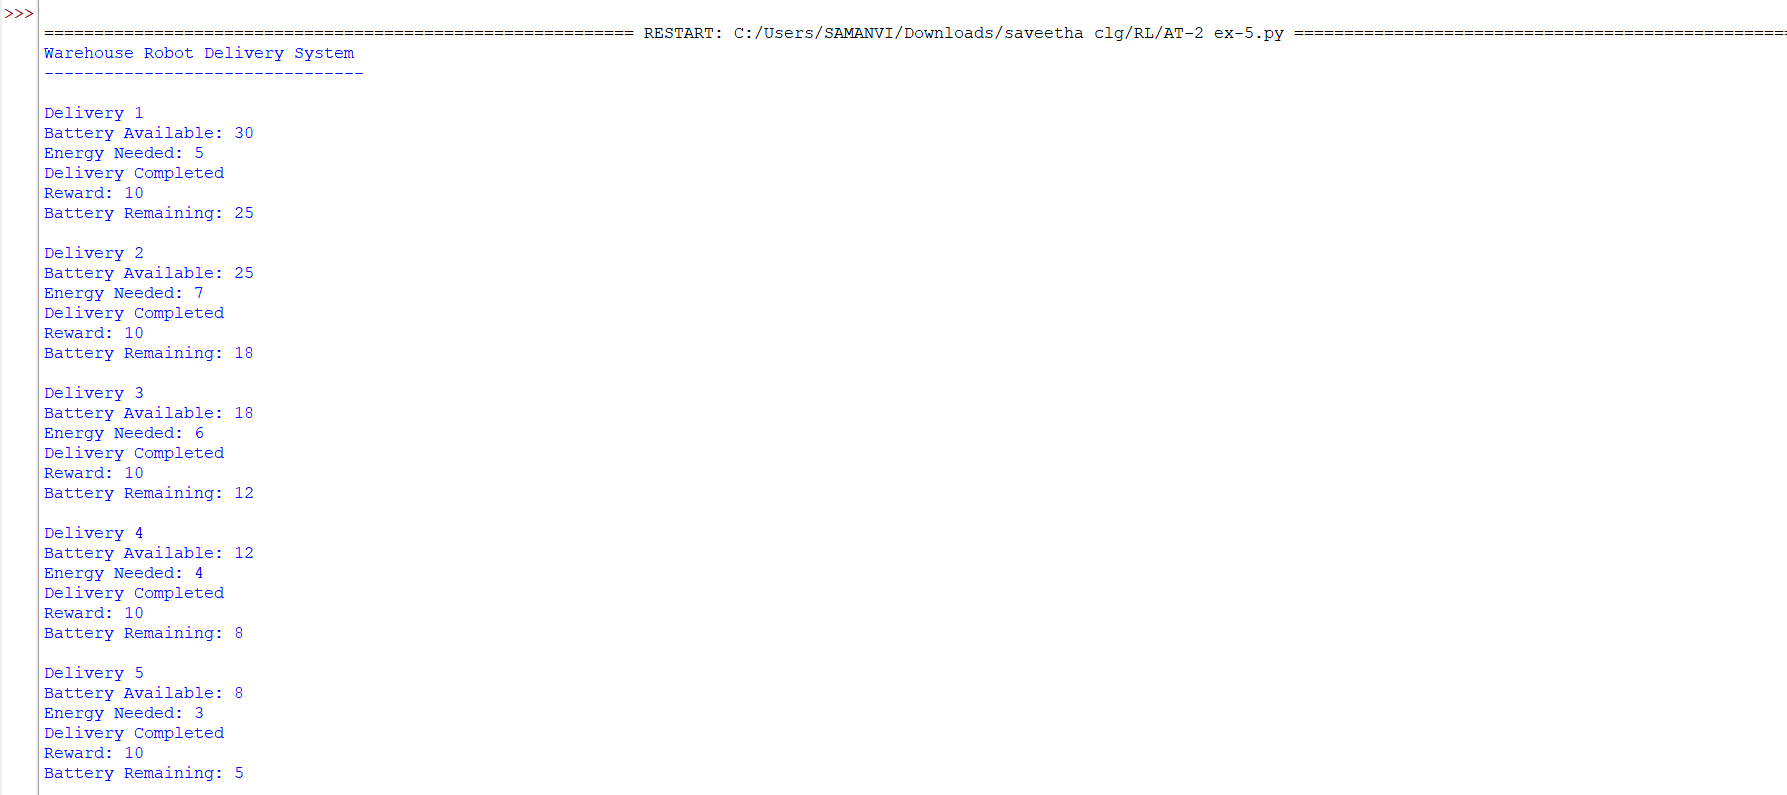 >>>
=========================================================== RESTART: C:/Users/SAMANVI/Downloads/saveetha clg/RL/AT-2 ex-5.py ==================================================
Warehouse Robot Delivery System
--------------------------------
Delivery 1
Battery Available: 30
Energy Needed: 5
Delivery Completed
Reward: 10
Battery Remaining: 25
Delivery 2
Battery Available: 25
Energy Needed: 7
Delivery Completed
Reward: 10
Battery Remaining: 18
Delivery 3
Battery Available: 18
Energy Needed: 6
Delivery Completed
Reward: 10
Battery Remaining: 12
Delivery 4
Battery Available: 12
Energy Needed: 4
Delivery Completed
Reward: 10
Battery Remaining: 8
Delivery 5
Battery Available: 8
Energy Needed: 3
Delivery Completed
Reward: 10
Battery Remaining: 5